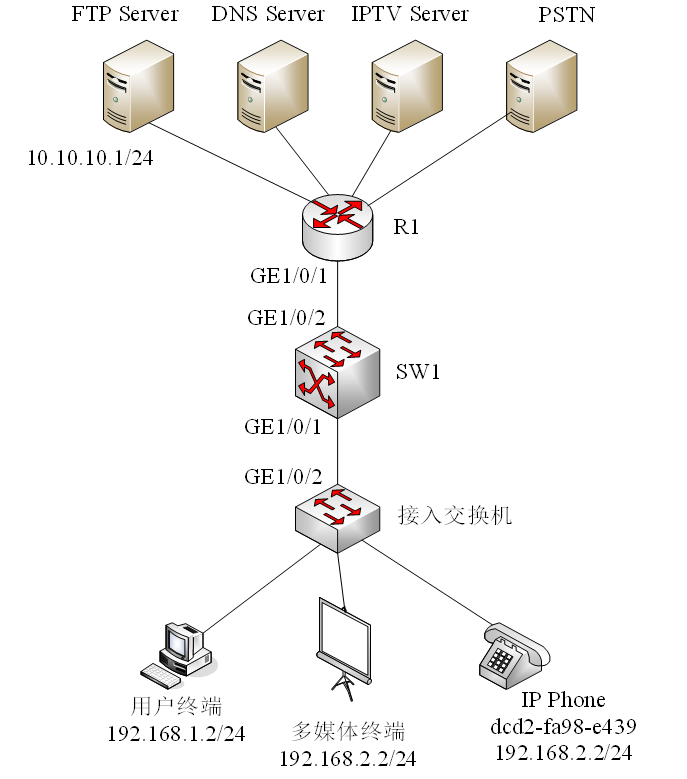 FTP Server
DNS Server
IPTV Server
PSTN
10.10.10.1/24
R1
GE1/0/1
GE1/0/2
SW1
GE1/0/1
GE1/0/2
接入交换机
用户终端
192.168.1.2/24
多媒体终端
192.168.2.2/24
IP Phone
dcd2-fa98-e439
192.168.2.2/24